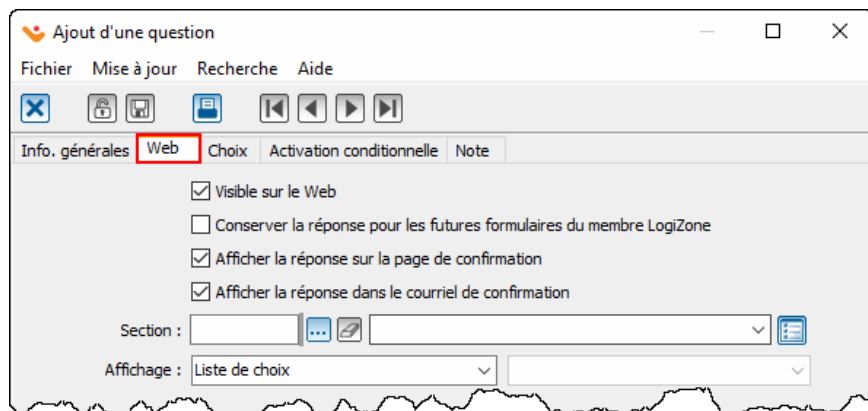 Ajout d'une question
Fichier Mise à jour Recherche Aide
Info. générales Web Choix Activation conditionnelle Note
Visible sur le Web
Conserver la réponse pour les futures formulaires du membre LogiZone
Afficher la réponse sur la page de confirmation
Afficher la réponse dans le courriel de confirmation
Section : ...
Affichage : Liste de choix